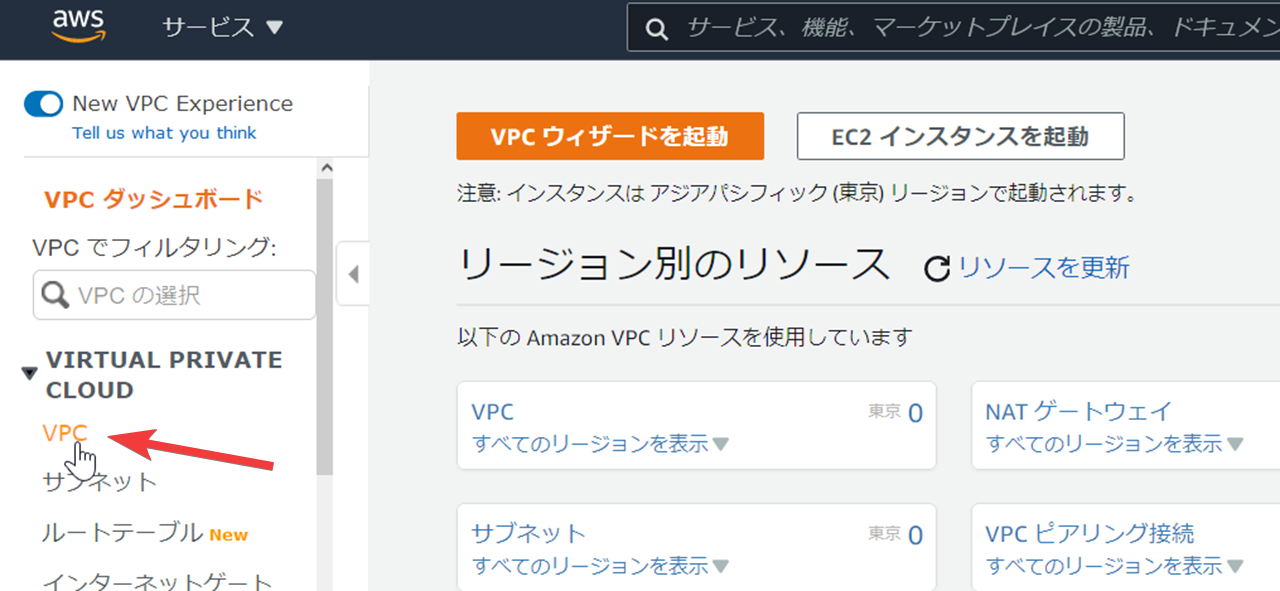 aws サービス ▼ サービス、機能、マーケットプレイスの製品、ドキュメン
New VPC Experience
Tell us what you think
VPC ダッシュボード
VPC でフィルタリング:
VPC の選択
VIRTUAL PRIVATE
CLOUD
VPC
サブネット
ルートテーブル New
インターネットゲート
VPC ウィザードを起動 EC2 インスタンスを起動
注意: インスタンスは アジアパシフィック (東京) リージョンで起動されます。
リージョン別のリソース リソースを更新
以下の Amazon VPC リソースを使用しています
VPC 東京 0
すべてのリージョンを表示▼
NAT ゲートウェイ
すべてのリージョンを表示▼
サブネット 東京 0
すべてのリージョンを表示▼
VPC ピアリング接続
すべてのリージョンを表示▼